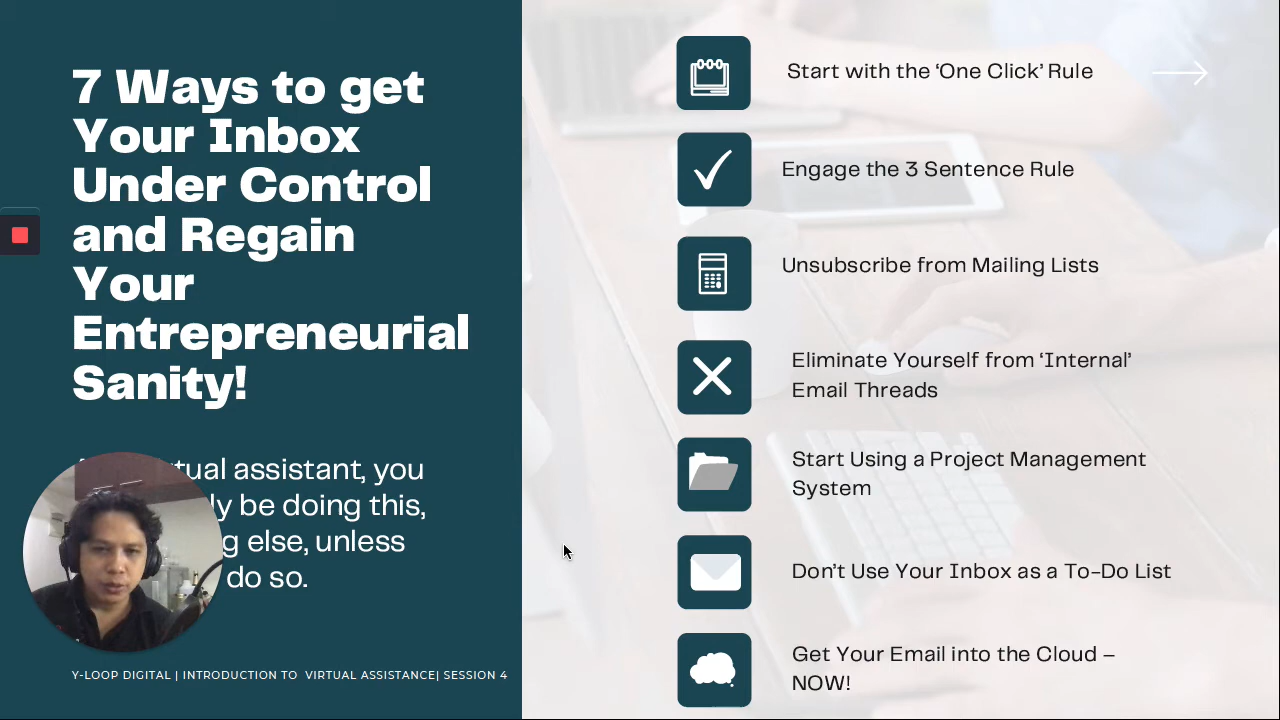 7 Ways to get
Your Inbox
Under Control
and Regain
Your
Entrepreneurial
Sanity!
assistant, you
be doing this,
else, unless
do so.
Y-LOOP DIGITAL | INTRODUCTION TO VIRTUAL ASSISTANCE| SESSION 4
Start with the ‘One Click’ Rule
Engage the 3 Sentence Rule
Unsubscribe from Mailing Lists
Eliminate Yourself from ‘Internal’
Email Threads
Start Using a Project Management
System
Don’t Use Your Inbox as a To-Do List
Get Your Email into the Cloud –
NOW!